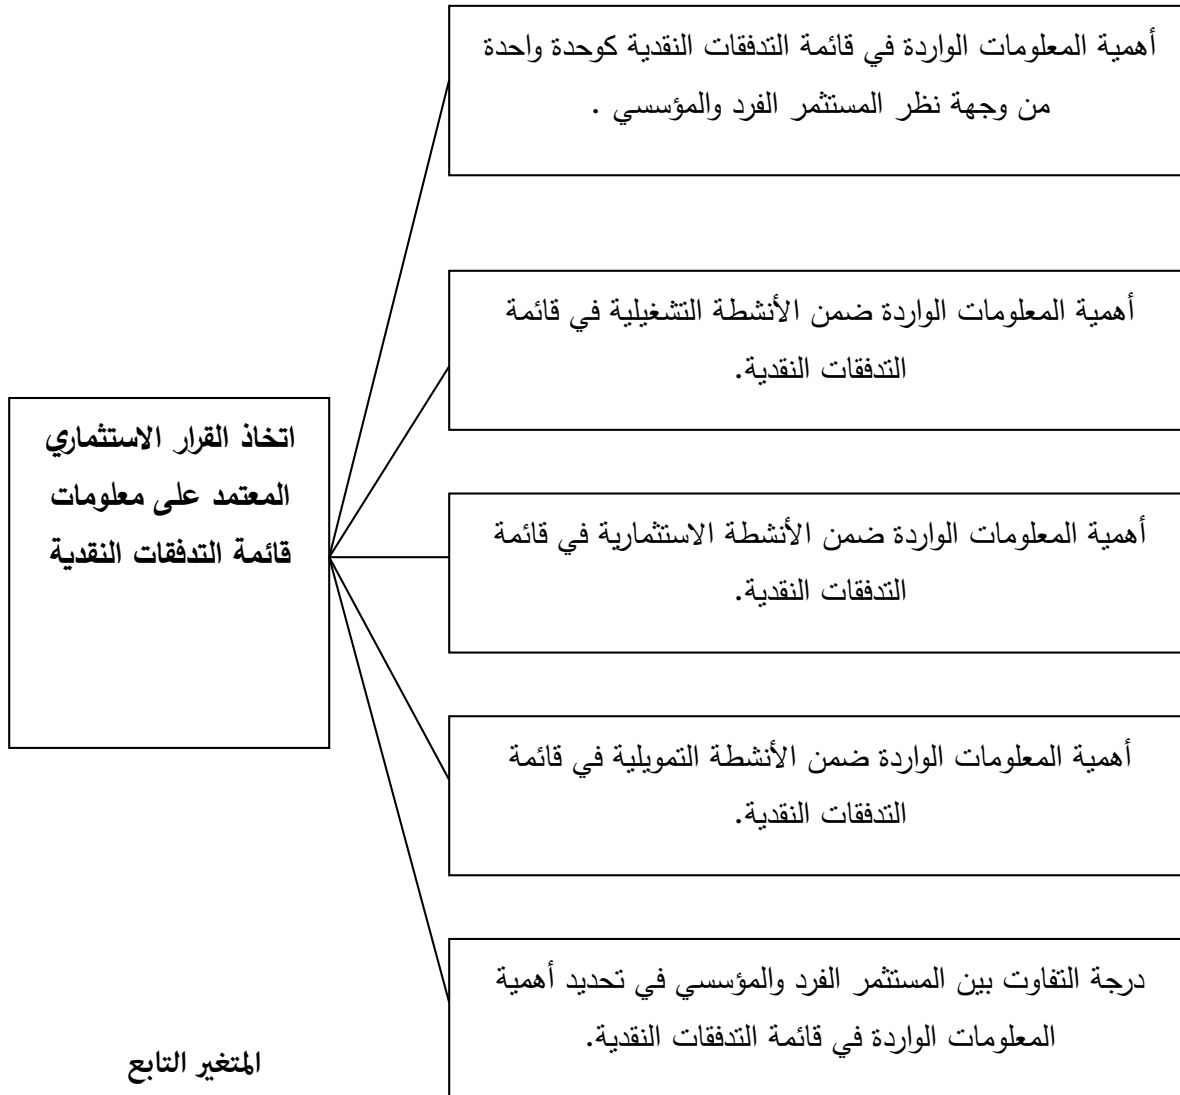 أهمية المعلومات الواردة في قائمة التدفقات النقدية كوحدة واحدة
من وجهة نظر المستثمر الفرد والمؤسسي .
أهمية المعلومات الواردة ضمن الأنشطة التشغيلية في قائمة
التدفقات النقدية.
أهمية المعلومات الواردة ضمن الأنشطة الاستثمارية في قائمة
التدفقات النقدية.
أهمية المعلومات الواردة ضمن الأنشطة التمويلية في قائمة
التدفقات النقدية.
درجة التفاوت بين المستثمر الفرد والمؤسسي في تحديد أهمية
المعلومات الواردة في قائمة التدفقات النقدية.
اتخاذ القرار الاستثماري
المعتمد على معلومات
قائمة التدفقات النقدية
المتغير التابع